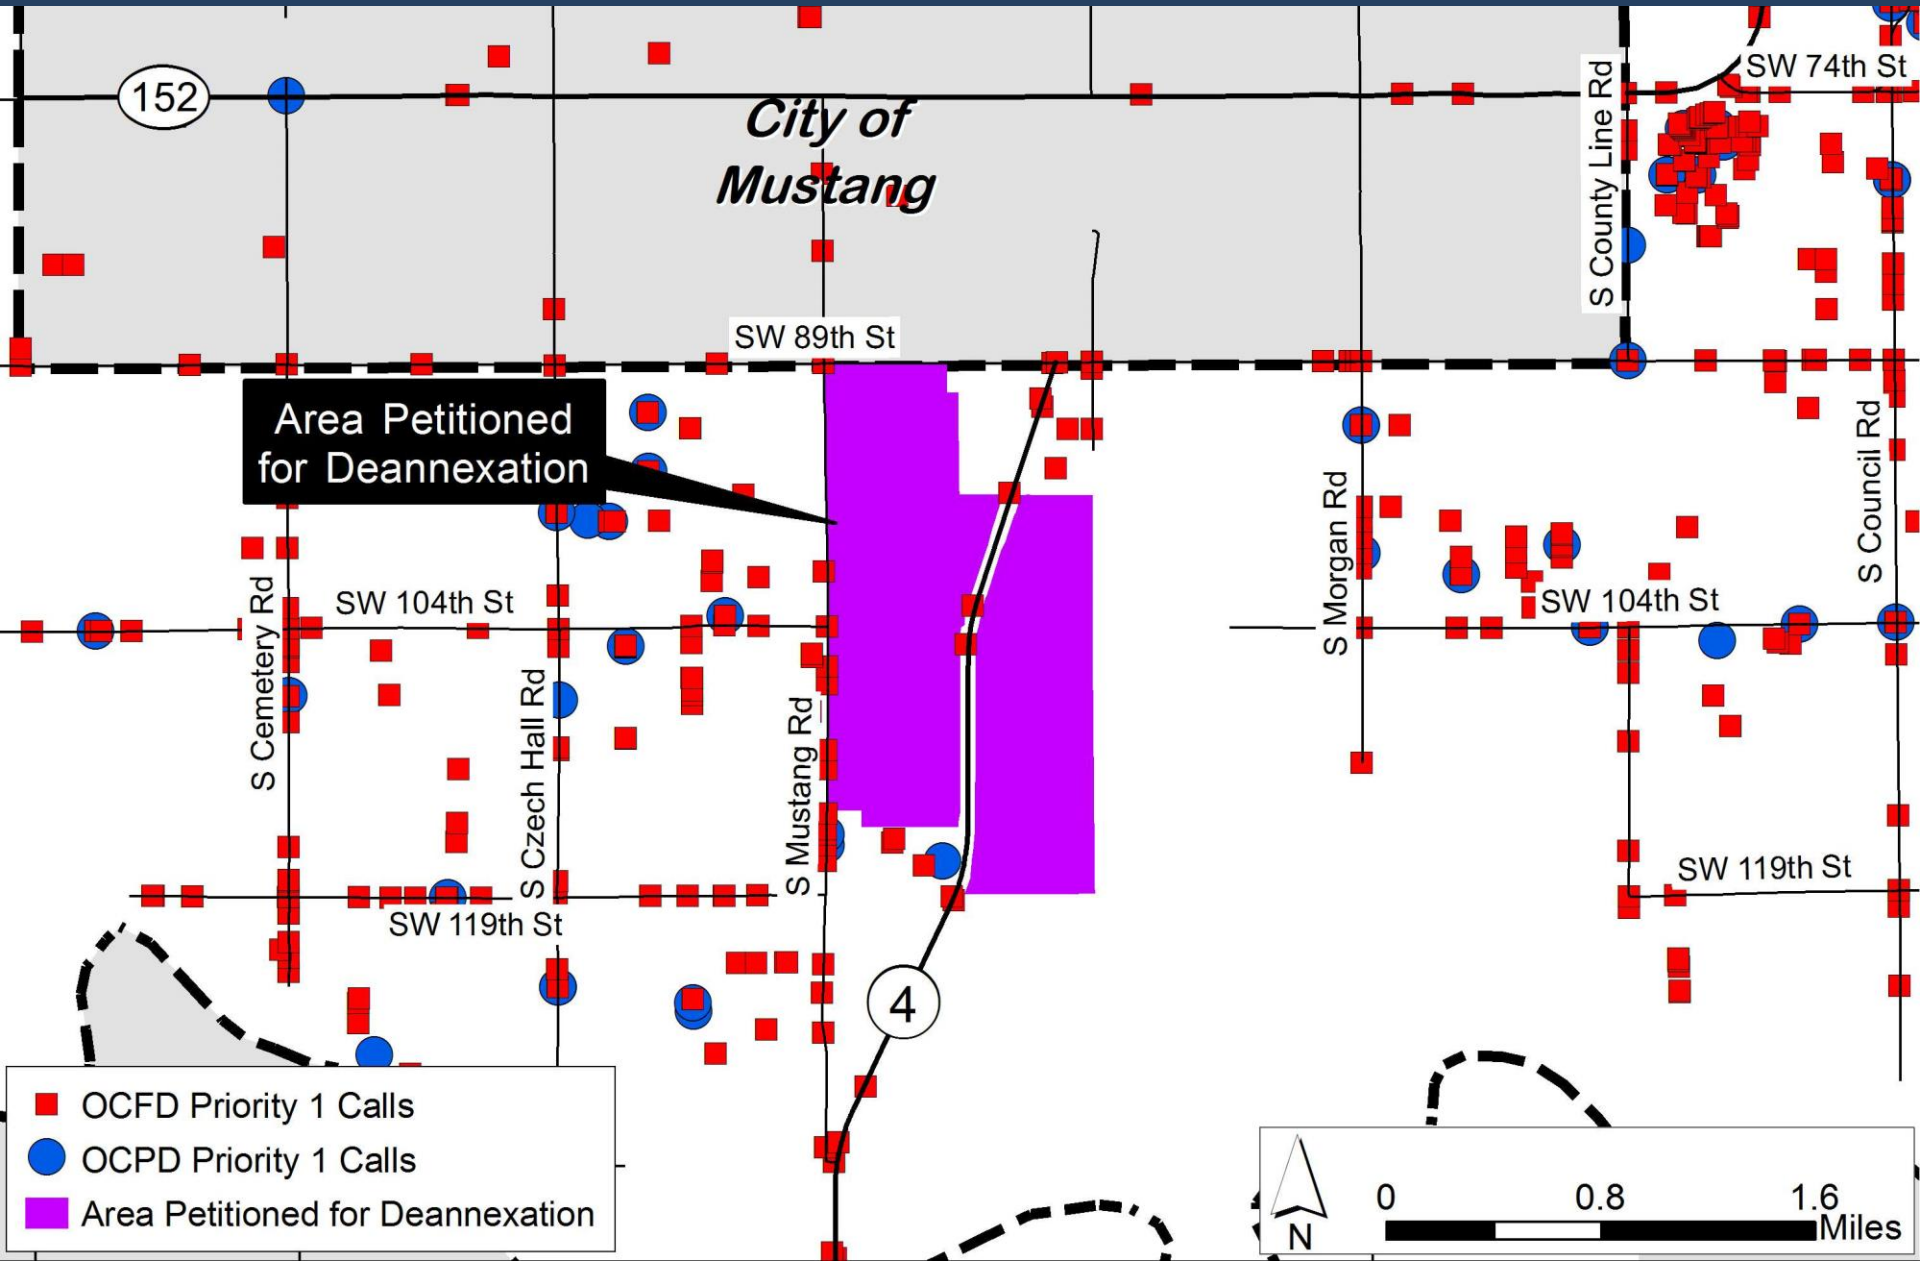 152
City of
Mustang
SW 74th St
S County Line Rd
SW 89th St
Area Petitioned
for Deannexation
S Council Rd
S Morgan Rd
SW 104th St
SW 104th St
S Cemetery Rd
S Czech Hall Rd
S Mustang Rd
SW 119th St
SW 119th St
4
OCFD Priority 1 Calls
OCPD Priority 1 Calls
Area Petitioned for Deannexation
N
0 0.8 1.6
Miles